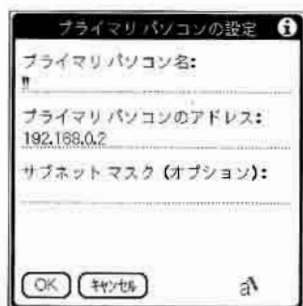 プライマリ パソコンの設定
プライマリ パソコン名:
プライマリ パソコンのアドレス:
192.168.0.2
サブネット マスク (オプション):
OK キャンセル